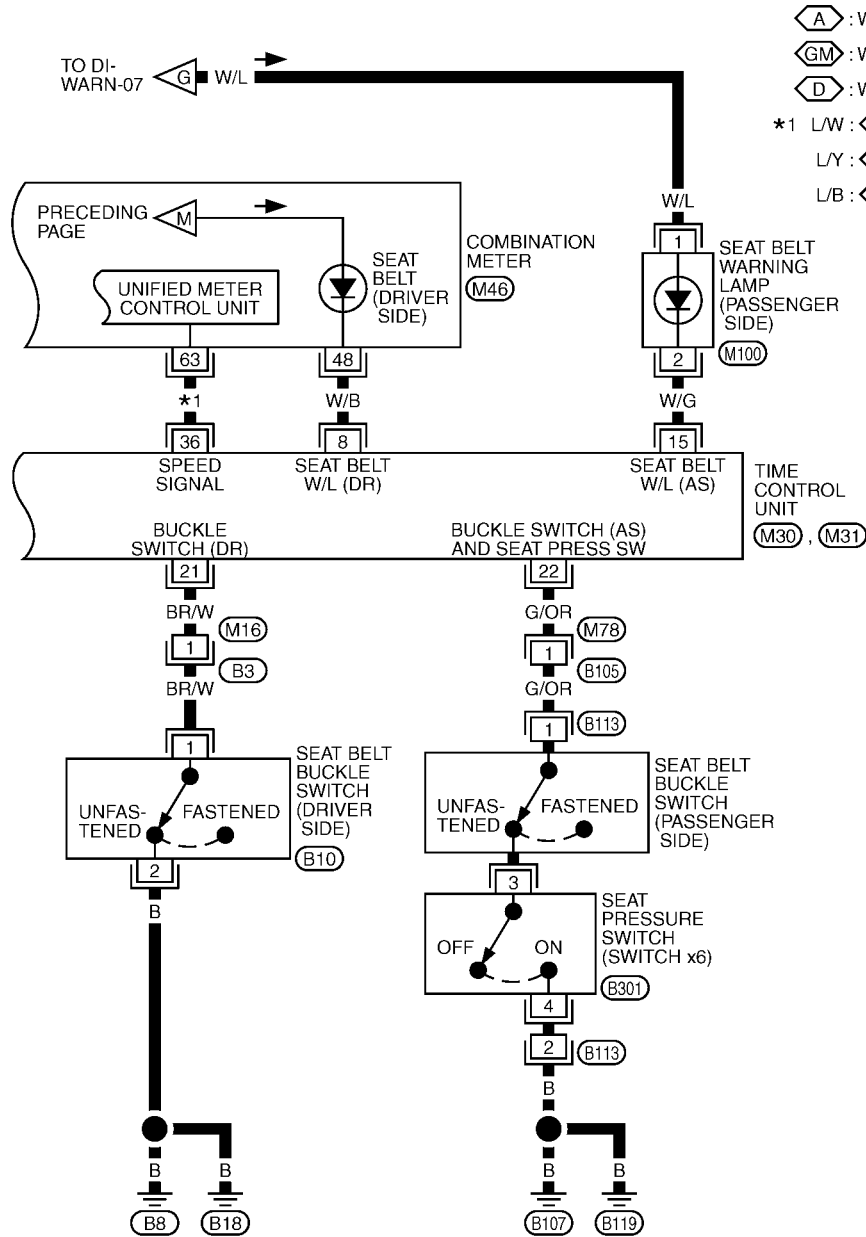 A : W
GM : W
D : W
*1 L/W :
L/Y :
L/B :
TO DI-
WARN-07
G
W/L
W/L
PRECEDING
PAGE
M
UNIFIED METER
CONTROL UNIT
SEAT
BELT
(DRIVER
SIDE)
COMBINATION
METER
M46
1
SEAT BELT
WARNING
LAMP
(PASSENGER
SIDE)
M100
63
48
2
*1
W/B
W/G
36
8
15
SPEED
SIGNAL
SEAT BELT
W/L (DR)
SEAT BELT
W/L (AS)
TIME
CONTROL
UNIT
M30 , M31
BUCKLE
SWITCH (DR)
BUCKLE SWITCH (AS)
AND SEAT PRESS SW
21
22
BR/W
G/OR
M16
M78
1
1
B3
B105
BR/W
G/OR
1
1
B113
SEAT BELT
BUCKLE
SWITCH
(DRIVER
SIDE)
B10
UNFAS-
TENED
FASTENED
SEAT BELT
BUCKLE
SWITCH
(PASSENGER
SIDE)
UNFAS-
TENED
FASTENED
2
B
3
SEAT
PRESSURE
SWITCH
(SWITCH x6)
B301
OFF
ON
4
2
B113
B
B
B
B
B
B8
B18
B107
B119